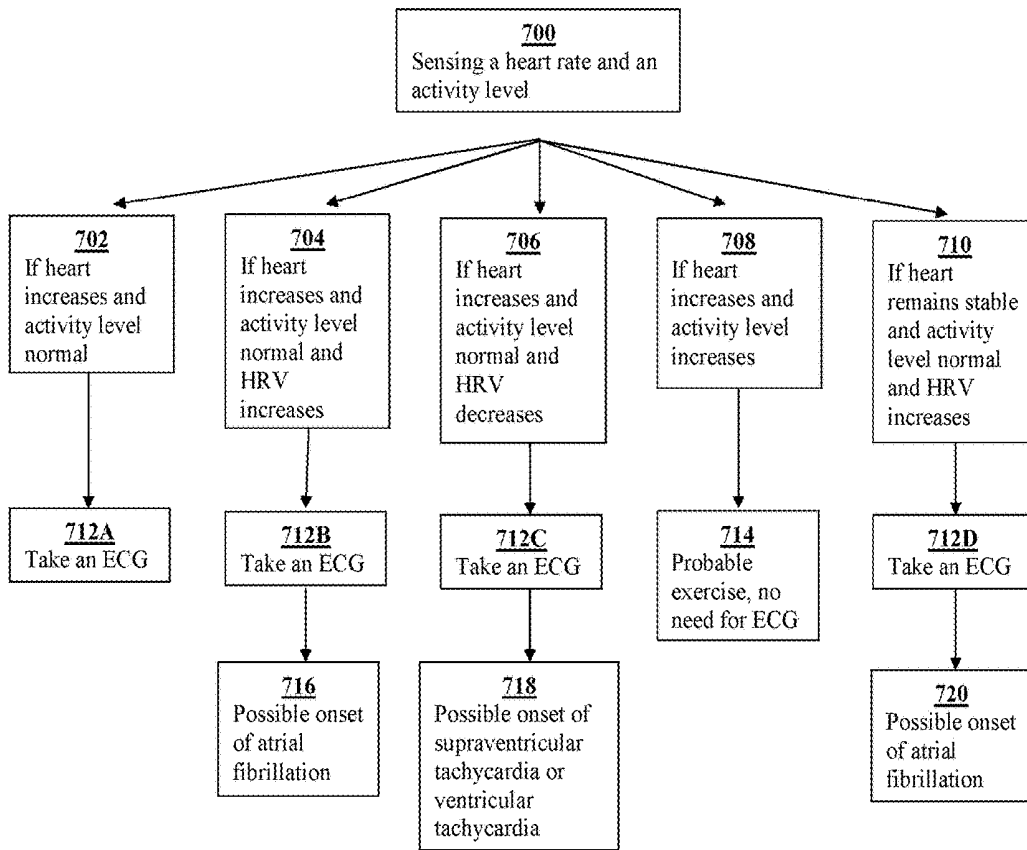 700
Sensing a heart rate and an
activity level
702
If heart
increases and
activity level
normal
704
If heart
increases and
activity level
normal and
HRV
increases
706
If heart
increases and
activity level
normal and
HRV
decreases
708
If heart
increases and
activity level
increases
710
If heart
remains stable
and activity
level normal
and HRV
increases
712A
Take an ECG
712B
Take an ECG
712C
Take an ECG
714
Probable
exercise, no
need for ECG
712D
Take an ECG
716
Possible onset
of atrial
fibrillation
718
Possible onset of
supraventricular
tachycardia or
ventricular
tachycardia
720
Possible onset
of atrial
fibrillation